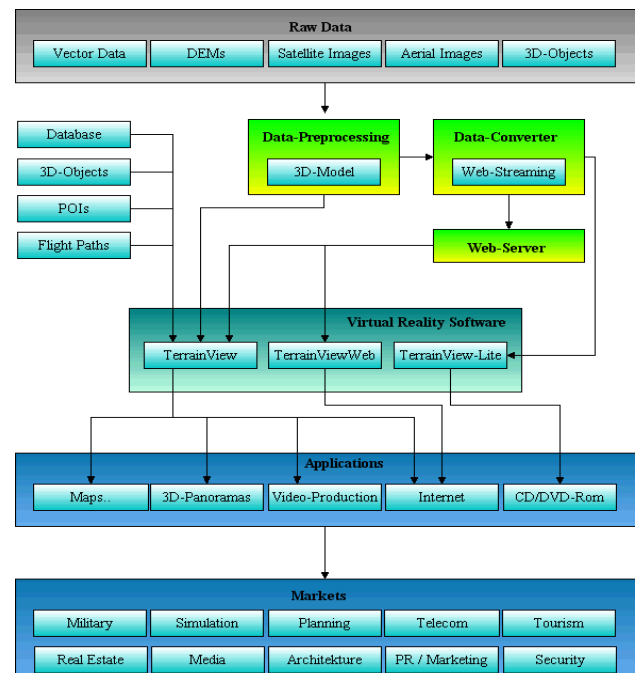 Raw Data
Vector Data
DEMs
Satellite Images
Aerial Images
3D-Objects
Database
3D-Objects
POIs
Flight Paths
Data-Preprocessing
3D-Model
Data-Converter
Web-Streaming
Web-Server
Virtual Reality Software
TerrainView
TerrainViewWeb
TerrainView-Lite
Applications
Maps..
3D-Panoramas
Video-Production
Internet
CD/DVD-Rom
Markets
Military
Simulation
Planning
Telecom
Tourism
Real Estate
Media
Architekture
PR / Marketing
Security